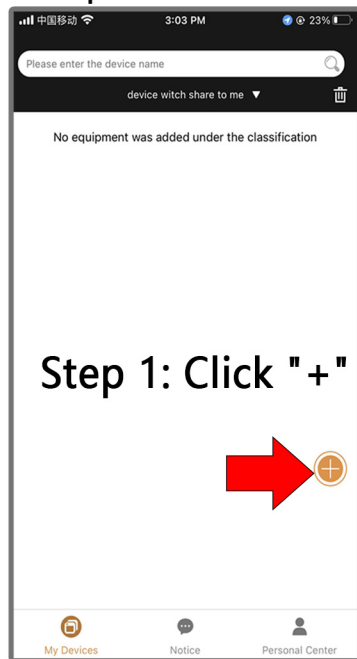 中国移动 3:03 PM 23%
Please enter the device name
device witch share to me ▼
No equipment was added under the classification
Step 1: Click "+"
My Devices Notice Personal Center